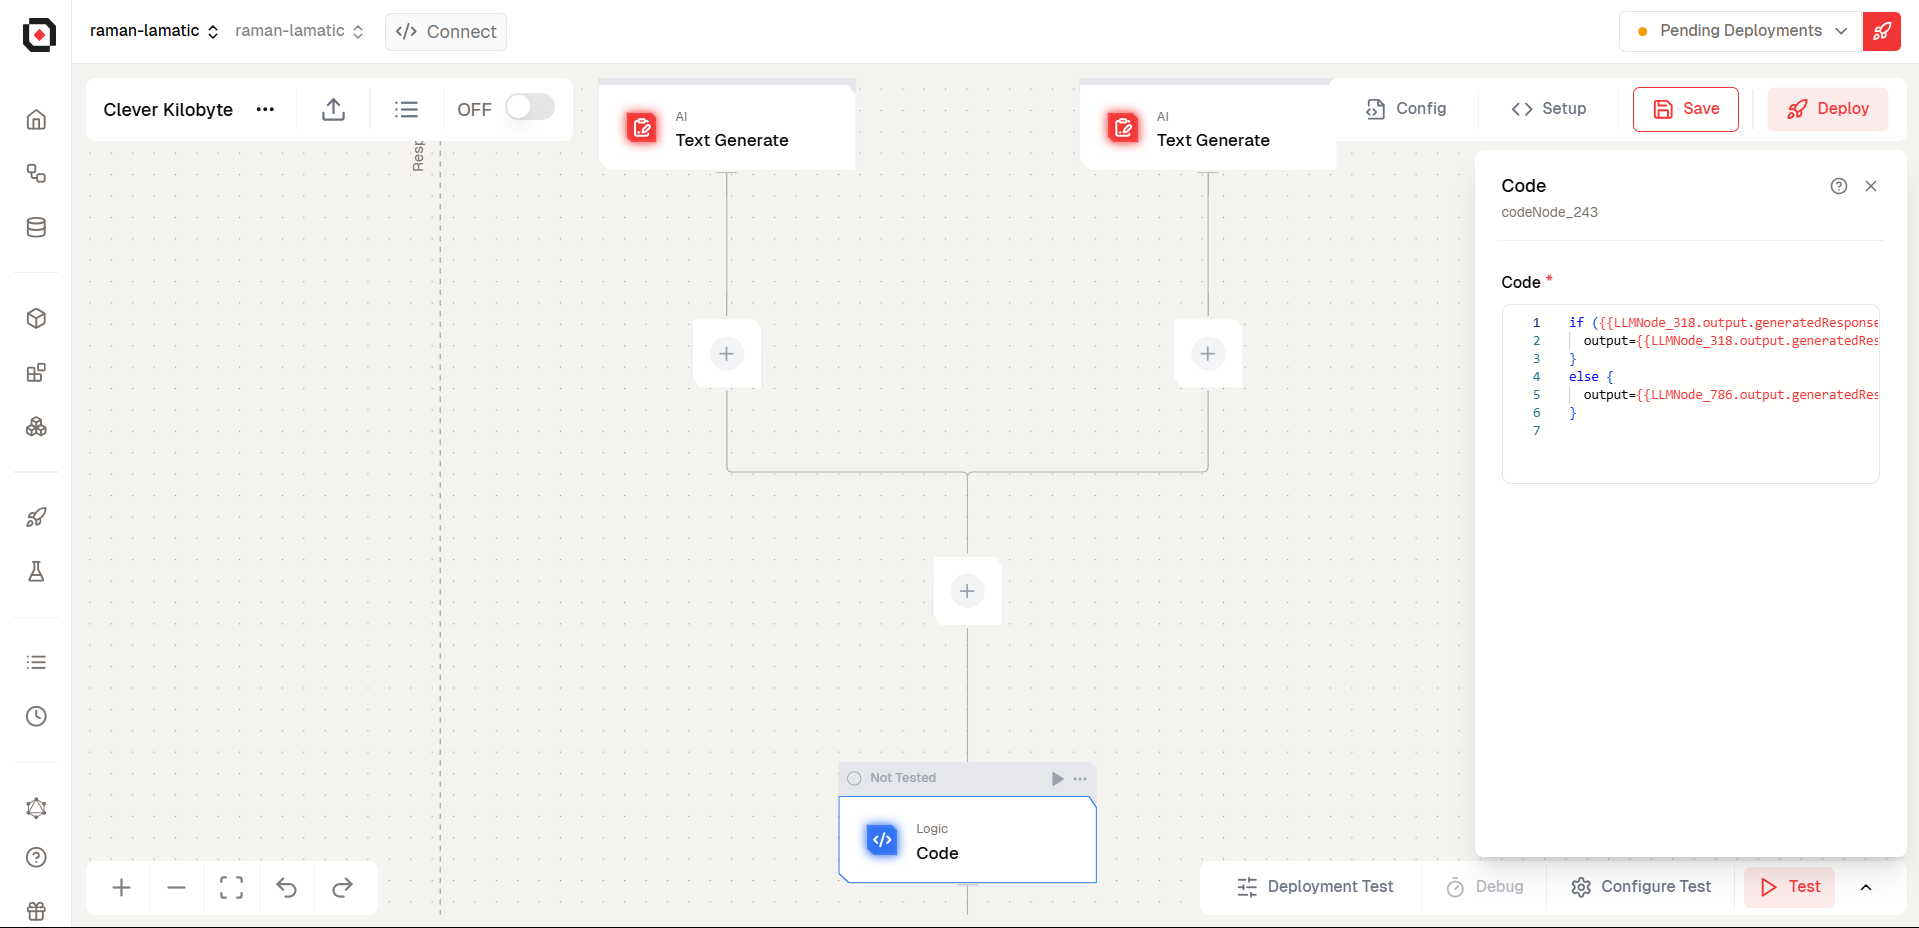 raman-lamatic
raman-lamatic
Connect
Pending Deployments
Clever Kilobyte
OFF
AI
Text Generate
AI
Text Generate
Config
Setup
Save
Deploy
Resp
Code
codeNode_243
Code *
1 if ({{LLMNode_318.output.generatedResponse
2 output={{LLMNode_318.output.generatedRes
3 }
4 else {
5 output={{LLMNode_786.output.generatedRes
6 }
7
Not Tested
Logic
Code
Deployment Test
Debug
Configure Test
Test